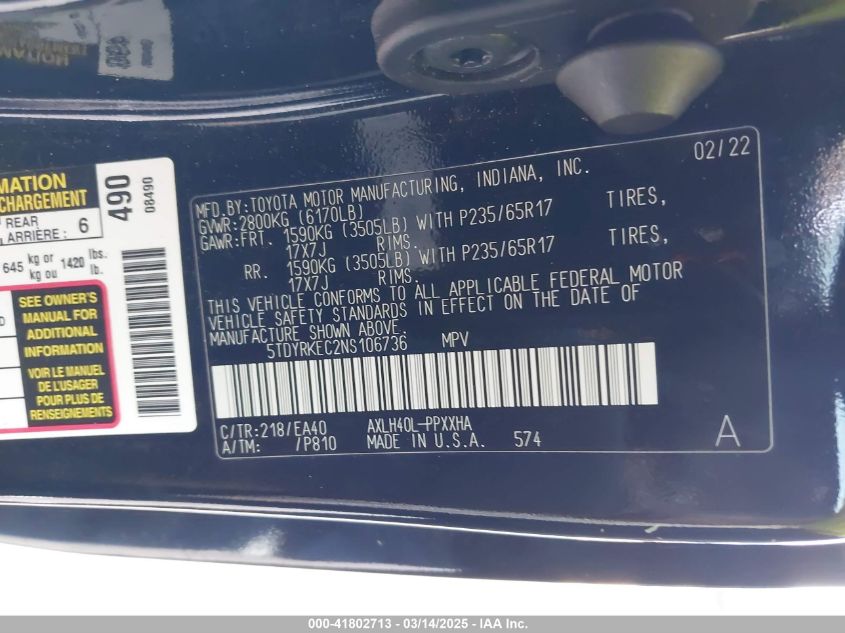 02/22
MFD.BY:TOYOTA MOTOR MANUFACTURING, INDIANA, INC.
GVWR:2800KG (6170LB)
GAWR:FRT. 1590KG (3505LB) WITH P235/65R17 TIRES,
17X7J RIMS.
RR. 1590KG (3505LB) WITH P235/65R17 TIRES,
17X7J RIMS.
THIS VEHICLE CONFORMS TO ALL APPLICABLE FEDERAL MOTOR
VEHICLE SAFETY STANDARDS IN EFFECT ON THE DATE OF
MANUFACTURE SHOWN ABOVE.
5TDYRKEC2NS106736 MPV
C/TR:218/EA40 AXLH40L-PPXXHA
A/TM: /P810 MADE IN U.S.A. 574 A
MATION
CHARGEMENT
REAR
ARRIÈRE: 6
490
08490
645 kg or 1420 lbs.
kg ou lb.
SEE OWNER'S
MANUAL FOR
ADDITIONAL
INFORMATION
VOIR LE MANUEL
DE L'USAGER
POUR PLUS DE
RENSEIGNEMENTS
000-41802713 - 03/14/2025 - IAA Inc.